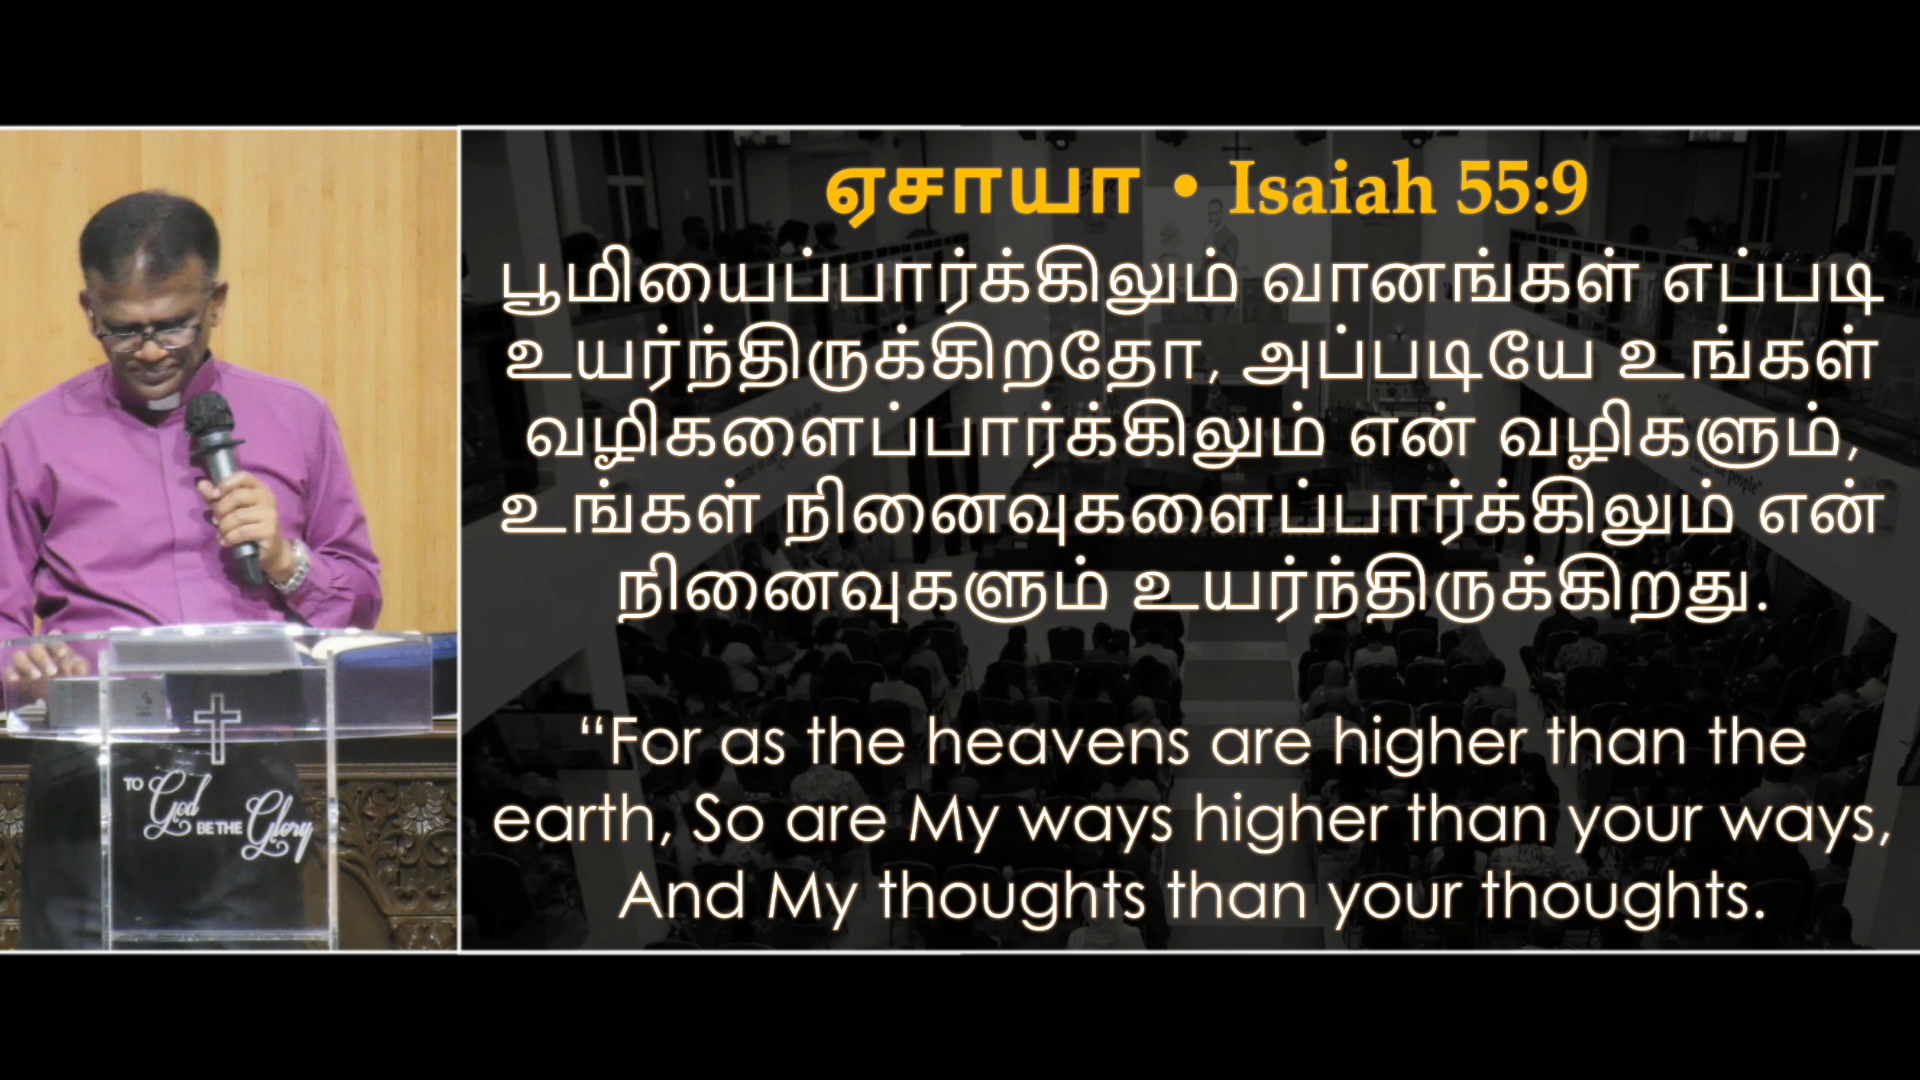 ஏசாயா • Isaiah 55:9
பூமியைப்பார்க்கிலும் வானங்கள் எப்படி
உயர்ந்திருக்கிறதோ, அப்படியே உங்கள்
வழிகளைப்பார்க்கிலும் என் வழிகளும்,
உங்கள் நினைவுகளைப்பார்க்கிலும் என்
நினைவுகளும் உயர்ந்திருக்கிறது.
“For as the heavens are higher than the
earth, So are My ways higher than your ways,
And My thoughts than your thoughts.
TO God BE THE Glory